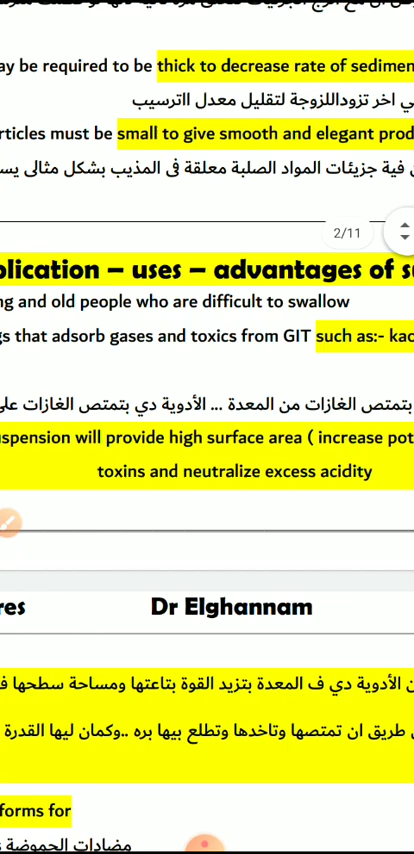 ay be required to be thick to decrease rate of sedimen
ي اخر تزودااللزوجة لتقليل معدل الترسيب
rticles must be small to give smooth and elegant prod
فية جزيئات المواد الصلبة معلقة في المذيب بشكل مثالى يس
2/11
plication – uses – advantages of s
ng and old people who are difficult to swallow
gs that adsorb gases and toxics from GIT such as:- kao
بتمتص الغازات من المعدة ... الأدوية دي بتمتص الغازات
uspension will provide high surface area ( increase pot
toxins and neutralize excess acidity
res Dr Elghannam
ن الأدوية دي ف المعدة بتزيد القوة بتاعتها ومساحة سطحها ف
طريق ان تمتصها وتاخدها وتطلع بيها بره ..وكمان ليها القدرة
forms for
مضادات الحموضة